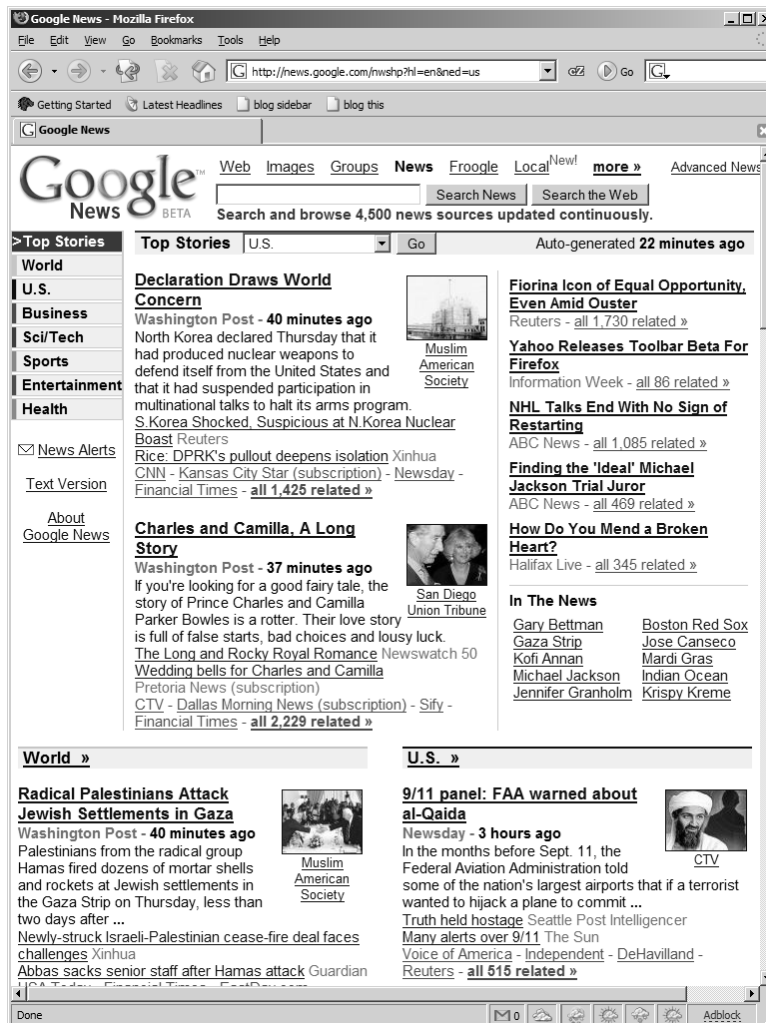 Google News - Mozilla Firefox
File Edit View Go Bookmarks Tools Help
http://news.google.com/nwshp?hl=en&ned=us Go G
Getting Started Latest Headlines blog sidebar blog this
G Google News
Google™ News BETA
Web Images Groups News Froogle Local New! more » Advanced News
Search News Search the Web
Search and browse 4,500 news sources updated continuously.
>Top Stories
World
U.S.
Business
Sci/Tech
Sports
Entertainment
Health
News Alerts
Text Version
About
Google News
Top Stories U.S. Go Auto-generated 22 minutes ago
Declaration Draws World
Concern
Washington Post - 40 minutes ago
North Korea declared Thursday that it
had produced nuclear weapons to
defend itself from the United States and
that it had suspended participation in
multinational talks to halt its arms program.
S.Korea Shocked, Suspicious at N.Korea Nuclear
Boast Reuters
Rice: DPRK's pullout deepens isolation Xinhua
CNN - Kansas City Star (subscription) - Newsday -
Financial Times - all 1,425 related »
Muslim
American
Society
Charles and Camilla, A Long
Story
Washington Post - 37 minutes ago
If you're looking for a good fairy tale, the
story of Prince Charles and Camilla
Parker Bowles is a rotter. Their love story
is full of false starts, bad choices and lousy luck.
The Long and Rocky Royal Romance Newswatch 50
Wedding bells for Charles and Camilla
Pretoria News (subscription)
CTV - Dallas Morning News (subscription) - Sify -
Financial Times - all 2,229 related »
San Diego
Union Tribune
Fiorina Icon of Equal Opportunity,
Even Amid Ouster
Reuters - all 1,730 related »
Yahoo Releases Toolbar Beta For
Firefox
Information Week - all 86 related »
NHL Talks End With No Sign of
Restarting
ABC News - all 1,085 related »
Finding the 'Ideal' Michael
Jackson Trial Juror
ABC News - all 469 related »
How Do You Mend a Broken
Heart?
Halifax Live - all 345 related »
In The News
Gary Bettman Boston Red Sox
Gaza Strip Jose Canseco
Kofi Annan Mardi Gras
Michael Jackson Indian Ocean
Jennifer Granholm Krispy Kreme
World »
Radical Palestinians Attack
Jewish Settlements in Gaza
Washington Post - 40 minutes ago
Palestinians from the radical group
Hamas fired dozens of mortar shells
and rockets at Jewish settlements in
the Gaza Strip on Thursday, less than
two days after ...
Newly-struck Israeli-Palestinian cease-fire deal faces
challenges Xinhua
Abbas sacks senior staff after Hamas attack Guardian
USA Today - Financial Times - EastDay.com
Muslim
American
Society
U.S. »
9/11 panel: FAA warned about
al-Qaida
Newsday - 3 hours ago
In the months before Sept. 11, the
Federal Aviation Administration told
some of the nation's largest airports that if a terrorist
wanted to hijack a plane to commit ...
Truth held hostage Seattle Post Intelligencer
Many alerts over 9/11 The Sun
Voice of America - Independent - DeHavilland -
Reuters - all 515 related »
CTV
Done 0 Adblock